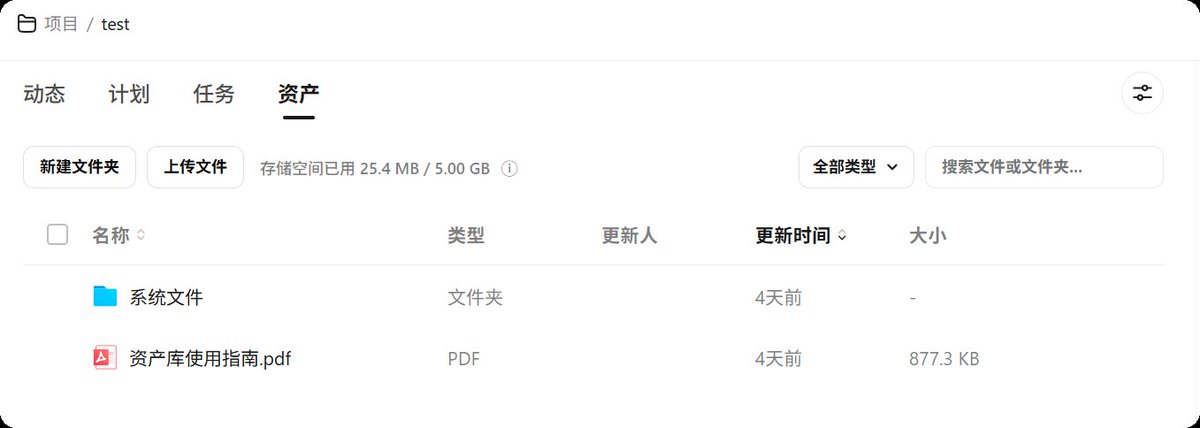 项目 / test
动态 计划 任务 资产
新建文件夹 上传文件 存储空间已用 25.4 MB / 5.00 GB 全部类型 搜索文件或文件夹...
名称 类型 更新人 更新时间 大小
系统文件 文件夹 4天前 -
资产库使用指南.pdf PDF 4天前 877.3 KB